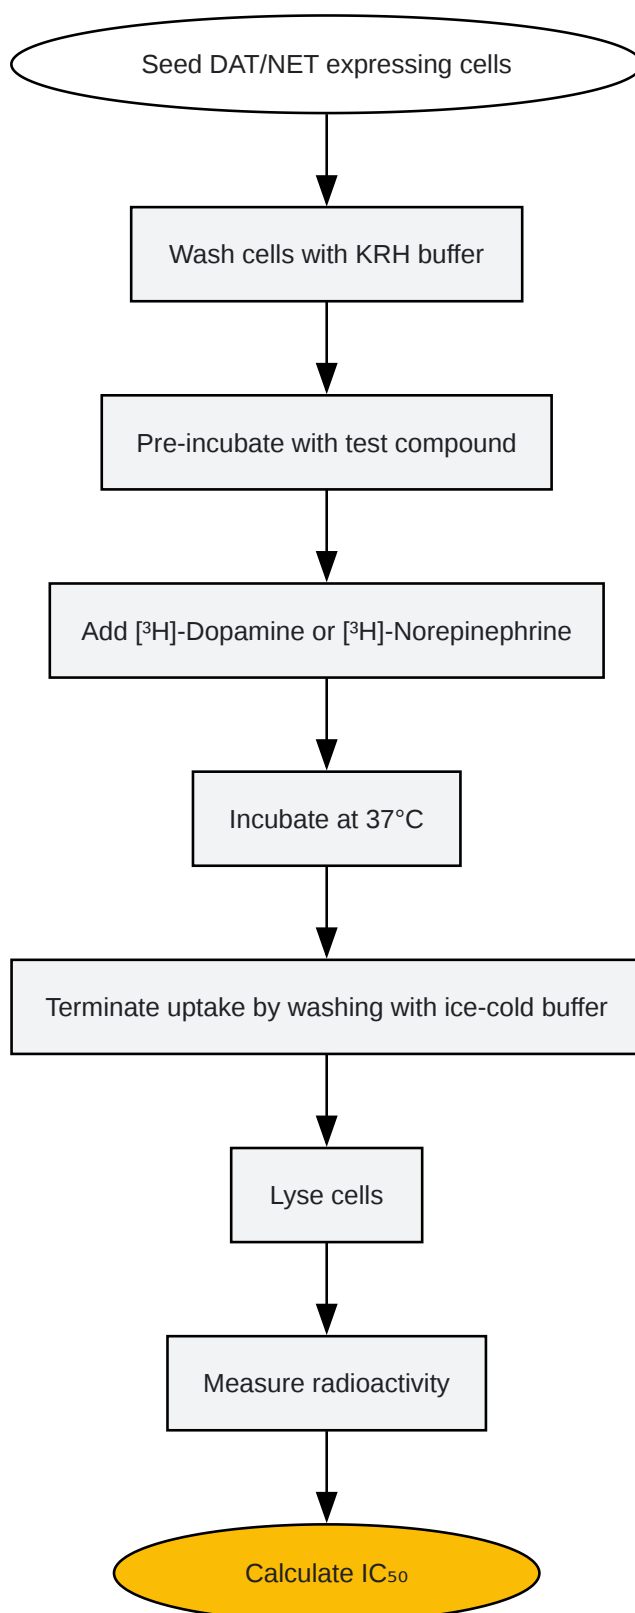 Seed DAT/NET expressing cells
Wash cells with KRH buffer
Pre-incubate with test compound
Add [³H]-Dopamine or [³H]-Norepinephrine
Incubate at 37°C
Terminate uptake by washing with ice-cold buffer
Lyse cells
Measure radioactivity
Calculate IC₅₀